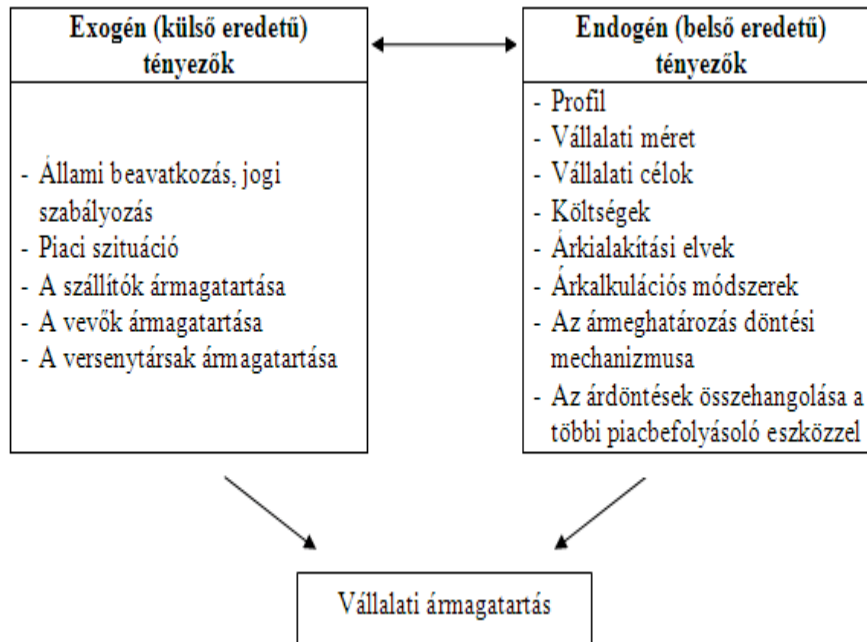 Exogén (külső eredetű)
tényezők
- Állami beavatkozás, jogi
szabályozás
- Piaci szituáció
- A szállítók ármagatartása
- A vevők ármagatartása
- A versenytársak ármagatartása
Endogén (belső eredetű)
tényezők
- Profil
- Vállalati méret
- Vállalati célok
- Költségek
- Árkialakítási elvek
- Árkalkulációs módszerek
- Az ármeghatározás döntési
mechanizmusa
- Az árdöntések összehangolása a
többi piacbefolyásoló eszközzel
Vállalati ármagatartás